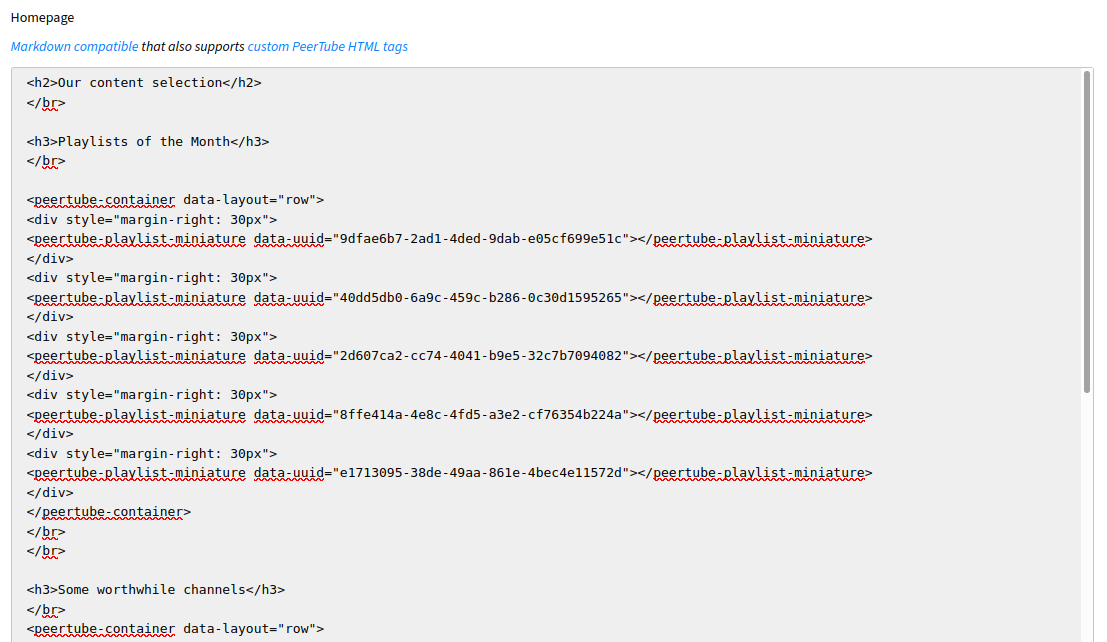 Homepage
Markdown compatible that also supports custom PeerTube HTML tags
<h2>Our content selection</h2>
</br>
<h3>Playlists of the Month</h3>
</br>
<peertube-container data-layout="row">
<div style="margin-right: 30px">
<peertube-playlist-miniature data-uuid="9dfae6b7-2ad1-4ded-9dab-e05cf699e51c"></peertube-playlist-miniature>
</div>
<div style="margin-right: 30px">
<peertube-playlist-miniature data-uuid="40dd5db0-6a9c-459c-b286-0c30d1595265"></peertube-playlist-miniature>
</div>
<div style="margin-right: 30px">
<peertube-playlist-miniature data-uuid="2d607ca2-cc74-4041-b9e5-32c7b7094082"></peertube-playlist-miniature>
</div>
<div style="margin-right: 30px">
<peertube-playlist-miniature data-uuid="8ffe414a-4e8c-4fd5-a3e2-cf76354b224a"></peertube-playlist-miniature>
</div>
<div style="margin-right: 30px">
<peertube-playlist-miniature data-uuid="e1713095-38de-49aa-861e-4bec4e11572d"></peertube-playlist-miniature>
</div>
</peertube-container>
</br>
</br>
<h3>Some worthwhile channels</h3>
</br>
<peertube-container data-layout="row">